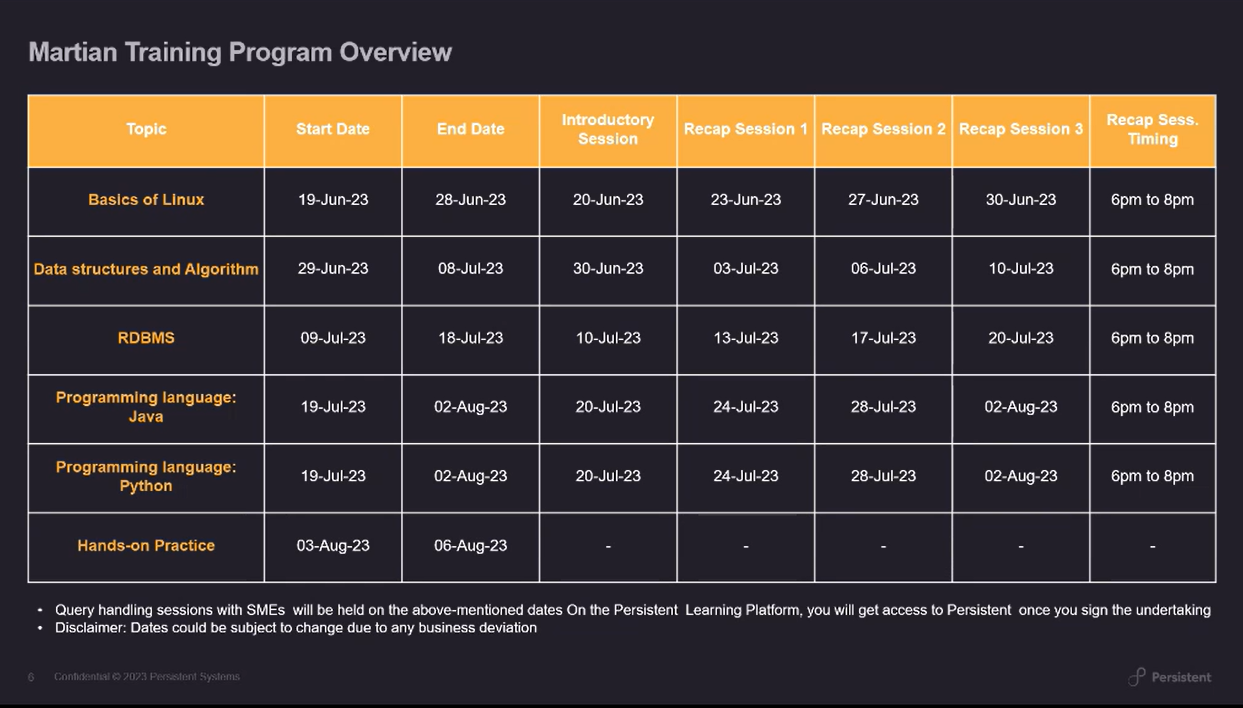 Martian Training Program Overview
Topic Start Date End Date Introductory Session Recap Session 1 Recap Session 2 Recap Session 3 Recap Sess. Timing
Basics of Linux 19-Jun-23 28-Jun-23 20-Jun-23 23-Jun-23 27-Jun-23 30-Jun-23 6pm to 8pm
Data structures and Algorithm 29-Jun-23 08-Jul-23 30-Jun-23 03-Jul-23 06-Jul-23 10-Jul-23 6pm to 8pm
RDBMS 09-Jul-23 18-Jul-23 10-Jul-23 13-Jul-23 17-Jul-23 20-Jul-23 6pm to 8pm
Programming language: Java 19-Jul-23 02-Aug-23 20-Jul-23 24-Jul-23 28-Jul-23 02-Aug-23 6pm to 8pm
Programming language: Python 19-Jul-23 02-Aug-23 20-Jul-23 24-Jul-23 28-Jul-23 02-Aug-23 6pm to 8pm
Hands-on Practice 03-Aug-23 06-Aug-23 - - - - -
• Query handling sessions with SMEs will be held on the above-mentioned dates On the Persistent Learning Platform, you will get access to Persistent once you sign the undertaking
• Disclaimer: Dates could be subject to change due to any business deviation
6 Confidential © 2023 Persistent Systems
Persistent